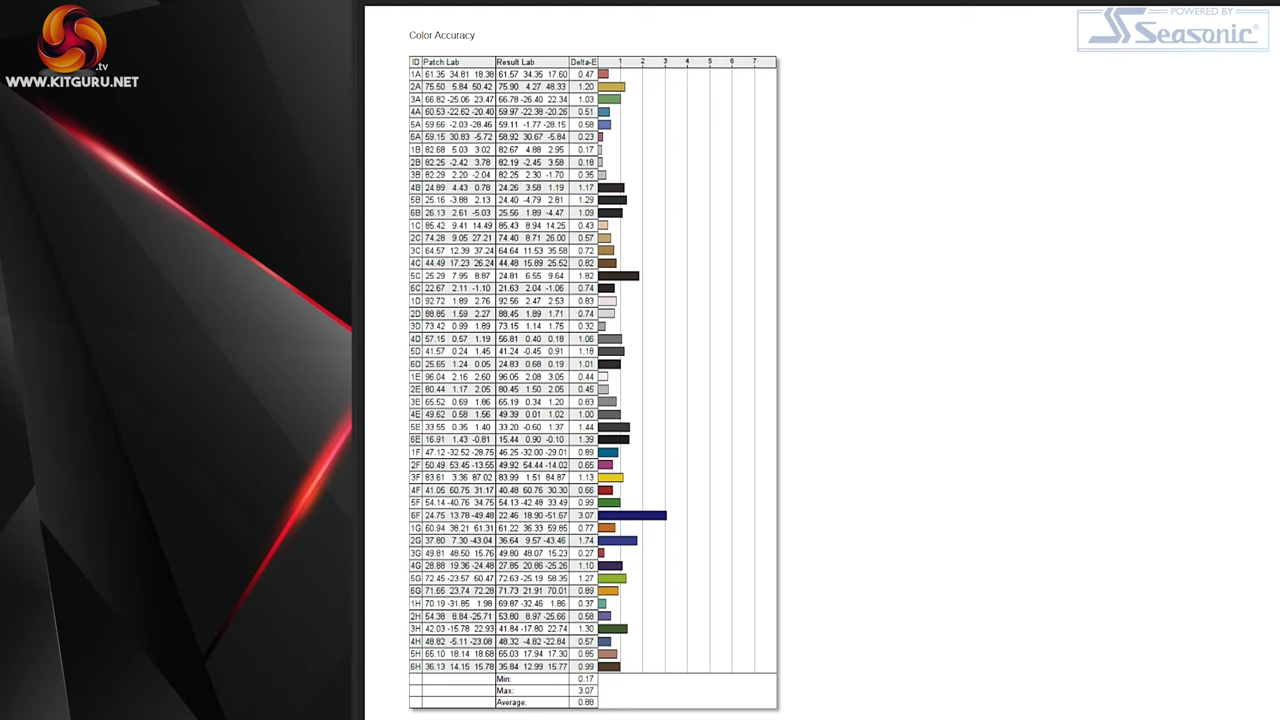 .tv
WWW.KITGURU.NET
POWERED BY
Seasonic®
Color Accuracy
ID Patch Lab Result Lab Delta-E 1 2 3 4 5 6 7
1A 61.35 34.81 18.38 61.57 34.35 17.60 0.47
2A 75.50 5.84 50.42 75.90 4.27 48.33 1.20
3A 66.82 -25.06 23.47 66.78 -26.40 22.34 1.03
4A 60.53 -22.62 -20.40 59.97 -22.38 -20.26 0.51
5A 59.66 -2.03 -28.46 59.11 -1.77 -28.15 0.58
6A 59.15 30.83 -5.72 58.92 30.67 -5.84 0.23
1B 82.68 5.03 3.02 82.67 4.88 2.95 0.17
2B 82.25 -2.42 3.78 82.19 -2.45 3.58 0.18
3B 82.29 2.20 -2.04 82.25 2.30 -1.70 0.35
4B 24.89 4.43 0.78 24.26 3.58 1.19 1.17
5B 25.16 -3.88 2.13 24.40 -4.79 2.81 1.29
6B 26.13 2.61 -5.03 25.56 1.89 -4.47 1.09
1C 85.42 9.41 14.49 85.43 8.94 14.25 0.43
2C 74.28 9.05 27.21 74.40 8.71 26.00 0.57
3C 64.57 12.39 37.24 64.64 11.53 35.58 0.72
4C 44.49 17.23 26.24 44.48 15.89 25.52 0.82
5C 25.29 7.95 8.87 24.81 6.55 9.64 1.82
6C 22.67 2.11 -1.10 21.63 2.04 -1.06 0.74
1D 92.72 1.89 2.76 92.56 2.47 2.53 0.83
2D 88.85 1.59 2.27 88.45 1.89 1.71 0.74
3D 73.42 0.99 1.89 73.15 1.14 1.75 0.32
4D 57.15 0.57 1.19 56.81 0.40 0.18 1.06
5D 41.57 0.24 1.45 41.24 -0.45 0.91 1.18
6D 25.65 1.24 0.05 24.83 0.68 0.19 1.01
1E 96.04 2.16 2.60 96.05 2.08 3.05 0.44
2E 80.44 1.17 2.05 80.45 1.50 2.05 0.45
3E 65.52 0.69 1.86 65.19 0.34 1.20 0.83
4E 49.62 0.58 1.56 49.39 0.01 1.02 1.00
5E 33.55 0.35 1.40 33.20 -0.60 1.37 1.44
6E 16.91 1.43 -0.81 15.44 0.90 -0.10 1.39
1F 47.12 -32.52 -28.75 46.25 -32.00 -29.01 0.89
2F 50.49 53.45 -13.55 49.92 54.44 -14.02 0.65
3F 83.61 3.36 87.02 83.99 1.51 84.87 1.13
4F 41.05 60.75 31.17 40.48 60.76 30.30 0.66
5F 54.14 -40.76 34.75 54.13 -42.48 33.49 0.99
6F 24.75 13.78 -49.48 22.46 18.90 -51.67 3.07
1G 60.94 38.21 61.31 61.22 36.33 59.85 0.77
2G 37.80 7.30 -43.04 36.64 9.57 -43.46 1.74
3G 49.81 48.50 15.76 49.80 48.07 15.23 0.27
4G 28.88 19.36 -24.48 27.85 20.86 -25.26 1.10
5G 72.45 -23.57 60.47 72.63 -25.19 58.35 1.27
6G 71.65 23.74 72.28 71.73 21.91 70.01 0.89
1H 70.19 -31.85 1.98 69.87 -32.46 1.86 0.37
2H 54.38 8.84 -25.71 53.80 8.97 -25.66 0.58
3H 42.03 -15.78 22.93 41.84 -17.80 22.74 1.30
4H 48.82 -5.11 -23.08 48.32 -4.82 -22.84 0.57
5H 65.10 18.14 18.68 65.03 17.94 17.30 0.85
6H 36.13 14.15 15.78 35.84 12.99 15.77 0.99
Min: 0.17
Max: 3.07
Average: 0.88